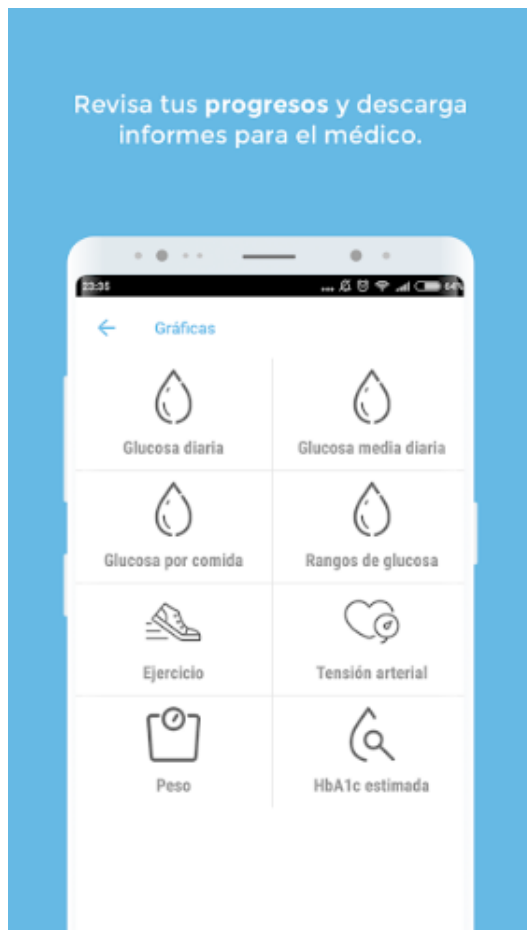 Revisa tus progresos y descarga
informes para el médico.
23:35
... 64%
Gráficas
Glucosa diaria
Glucosa media diaria
Glucosa por comida
Rangos de glucosa
Ejercicio
Tensión arterial
Peso
HbA1c estimada